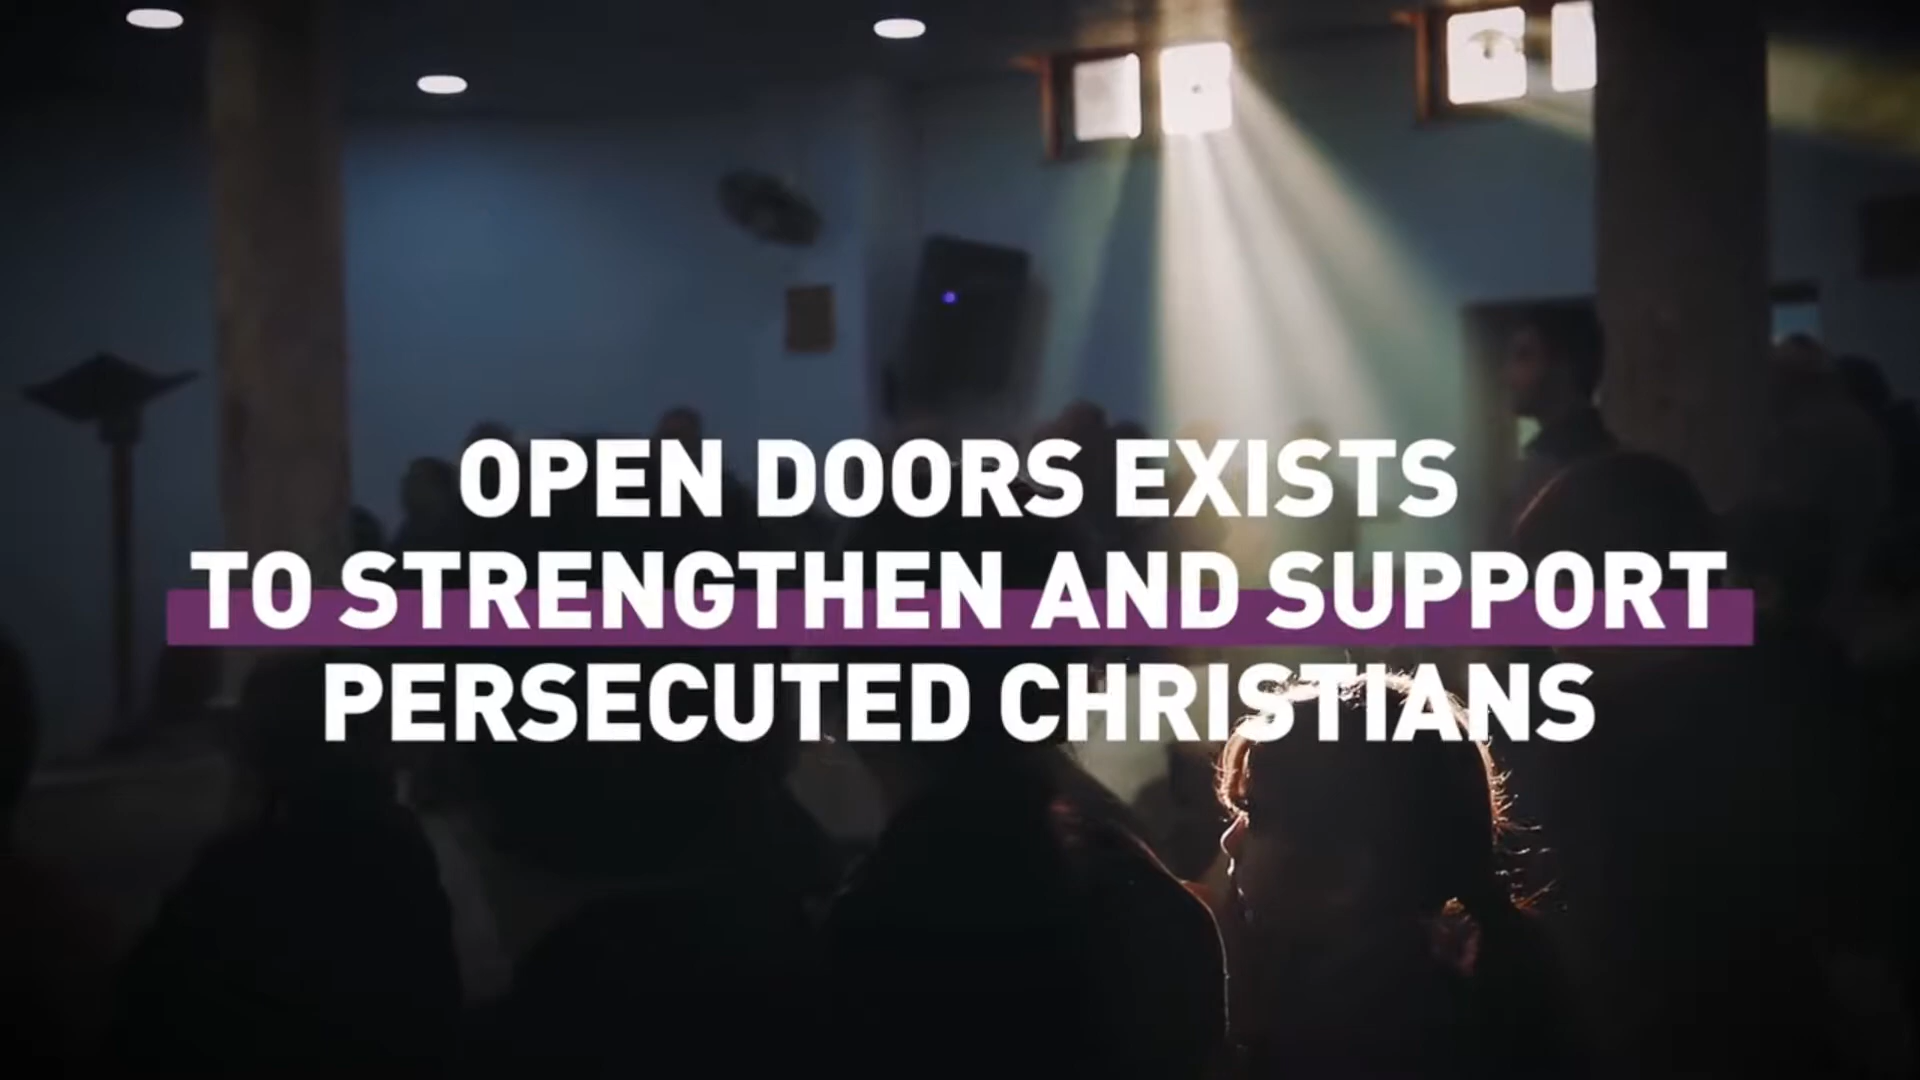 OPEN DOORS EXISTS
TO STRENGTHEN AND SUPPORT
PERSECUTED CHRISTIANS